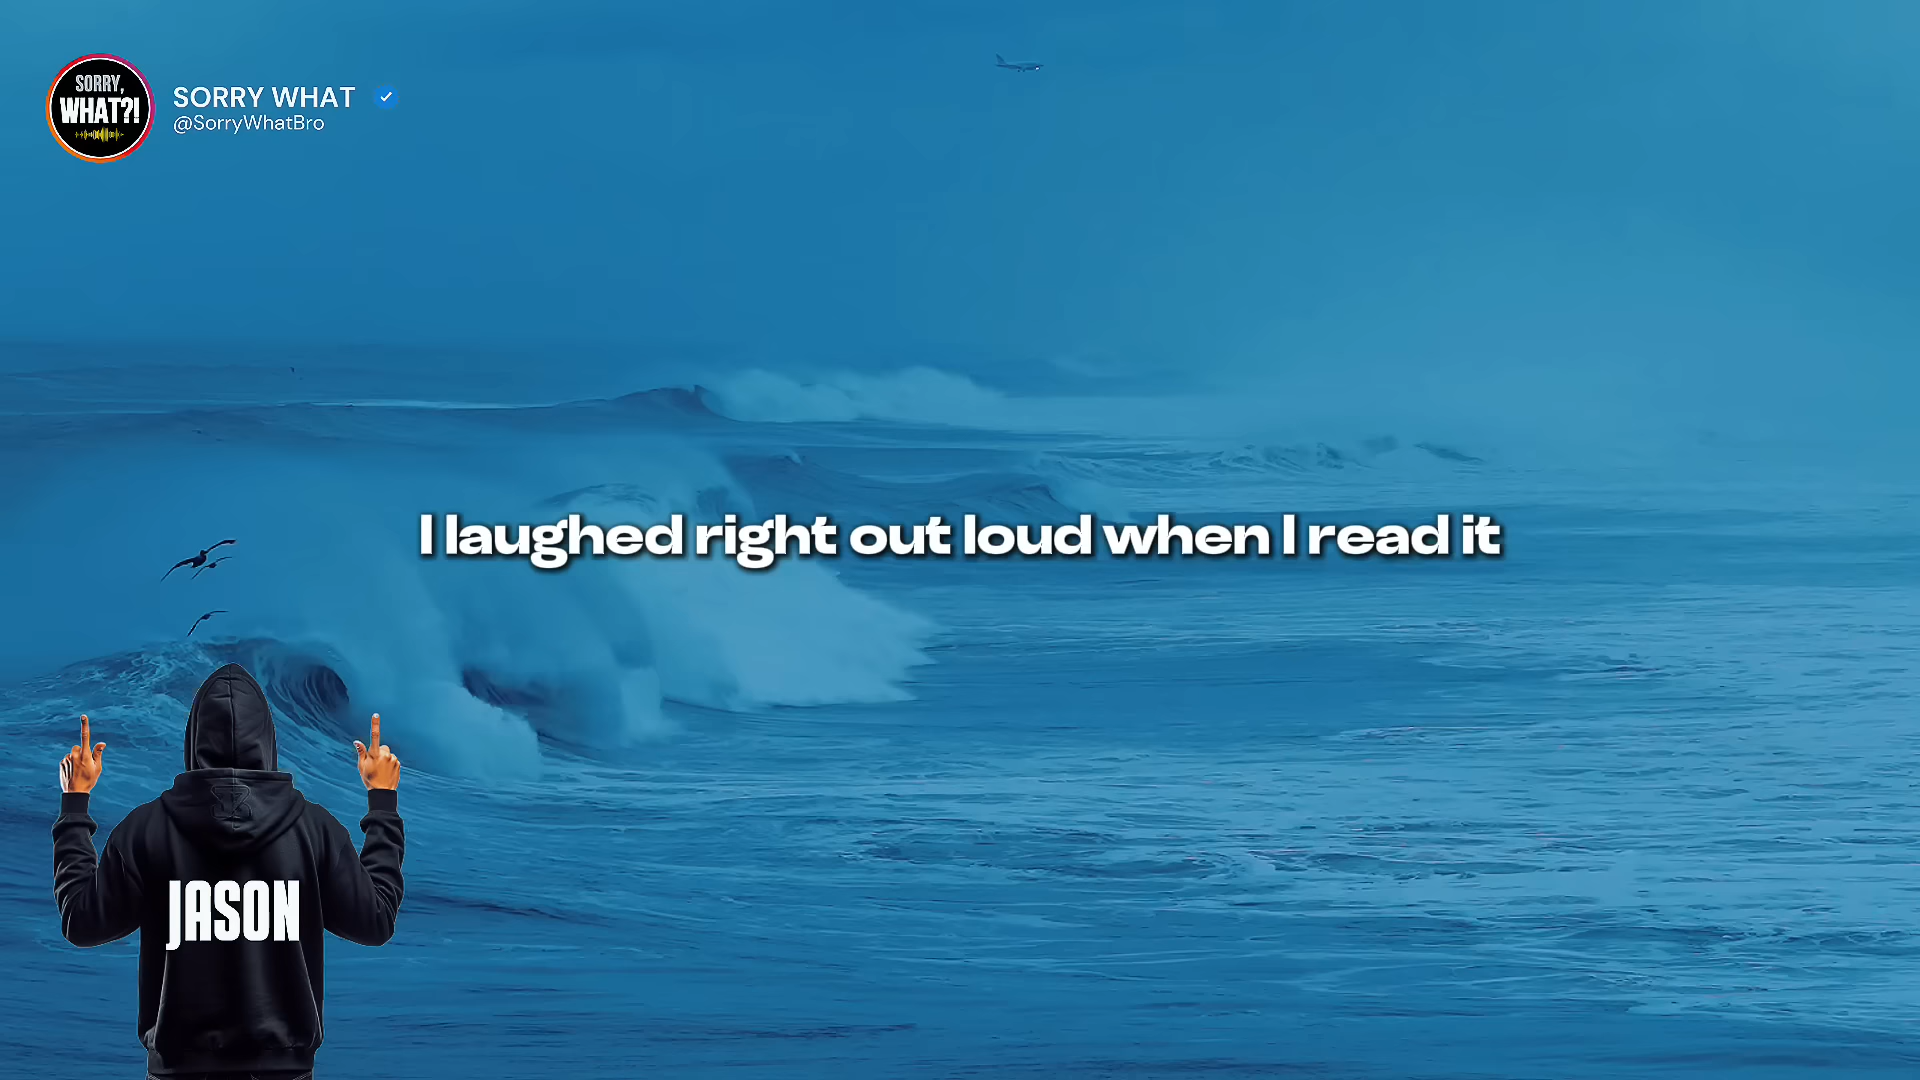 SORRY,
WHAT?!
SORRY WHAT
@SorryWhatBro
I laughed right out loud when I read it
JASON